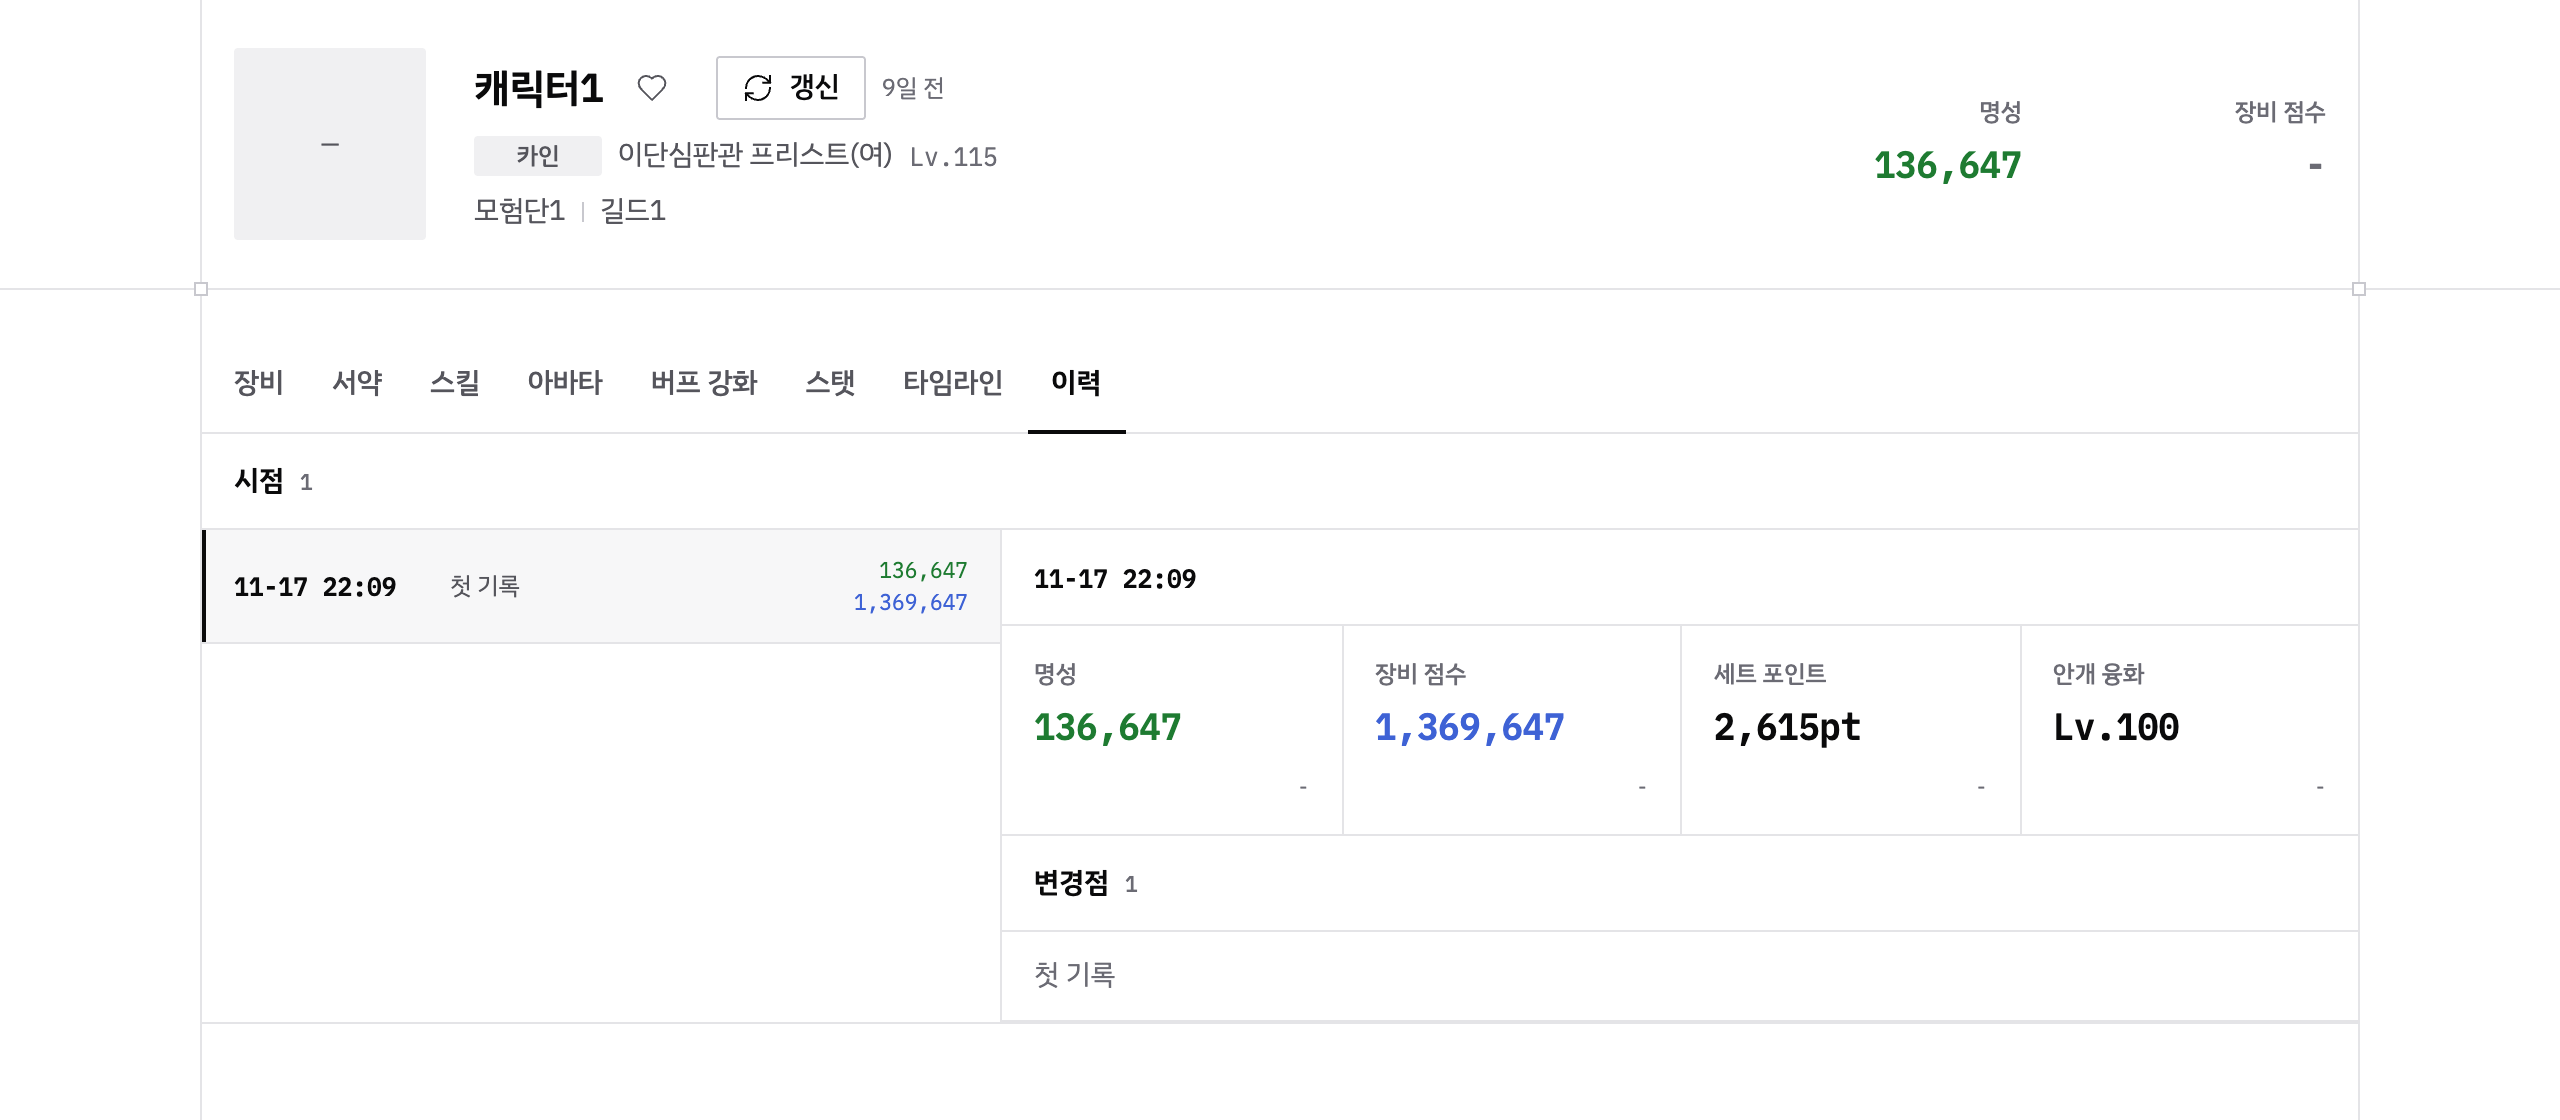 –
캐릭터1 갱신 9일 전
카인 이단심판관 프리스트(여) Lv.115
모험단1 길드1
명성
136,647
장비 점수
-
장비 서약 스킬 아바타 버프 강화 스탯 타임라인 이력
시점 1
11-17 22:09 첫 기록
136,647
1,369,647
11-17 22:09
명성
136,647
-
장비 점수
1,369,647
-
세트 포인트
2,615pt
-
안개 융화
Lv.100
-
변경점 1
첫 기록